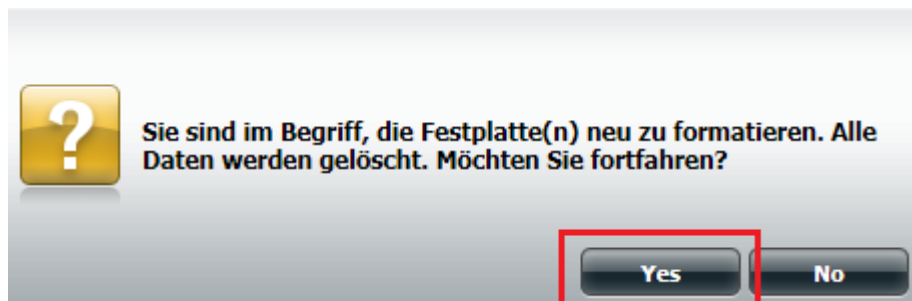 ?
Sie sind im Begriff, die Festplatte(n) neu zu formatieren. Alle
Daten werden gelöscht. Möchten Sie fortfahren?
Yes No